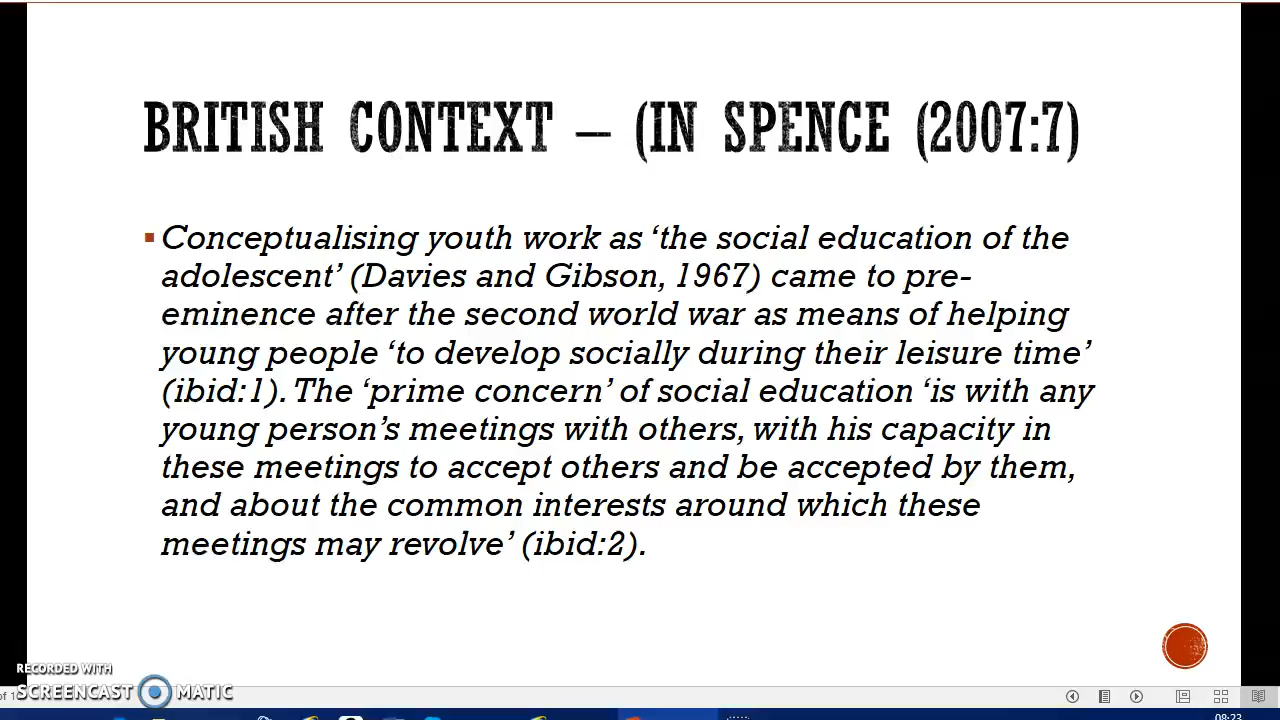 BRITISH CONTEXT – (IN SPENCE (2007:7)
Conceptualising youth work as ‘the social education of the
adolescent’ (Davies and Gibson, 1967) came to pre-
eminence after the second world war as means of helping
young people ‘to develop socially during their leisure time’
(ibid:1). The ‘prime concern’ of social education ‘is with any
young person’s meetings with others, with his capacity in
these meetings to accept others and be accepted by them,
and about the common interests around which these
meetings may revolve’ (ibid:2).
RECORDED WITH
SCREENCAST MATIC
of 1
08:23